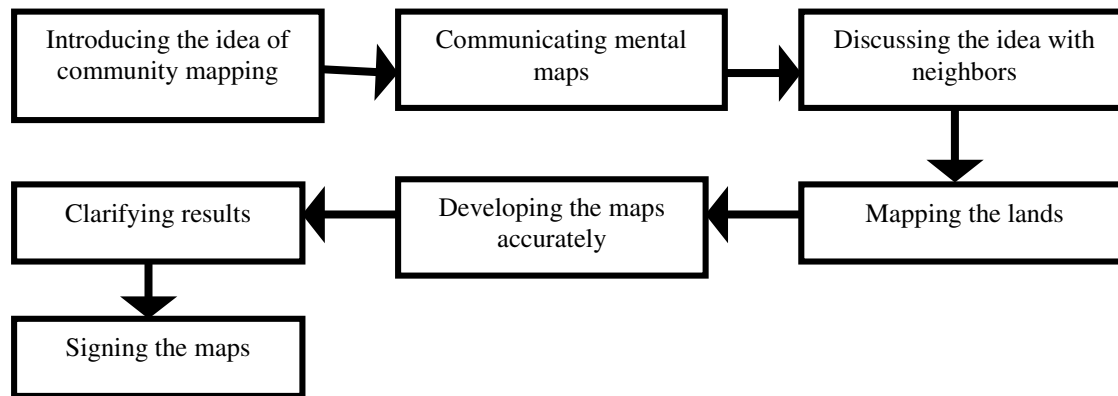 Introducing the idea of
community mapping
Communicating mental
maps
Discussing the idea with
neighbors
Mapping the lands
Developing the maps
accurately
Clarifying results
Signing the maps